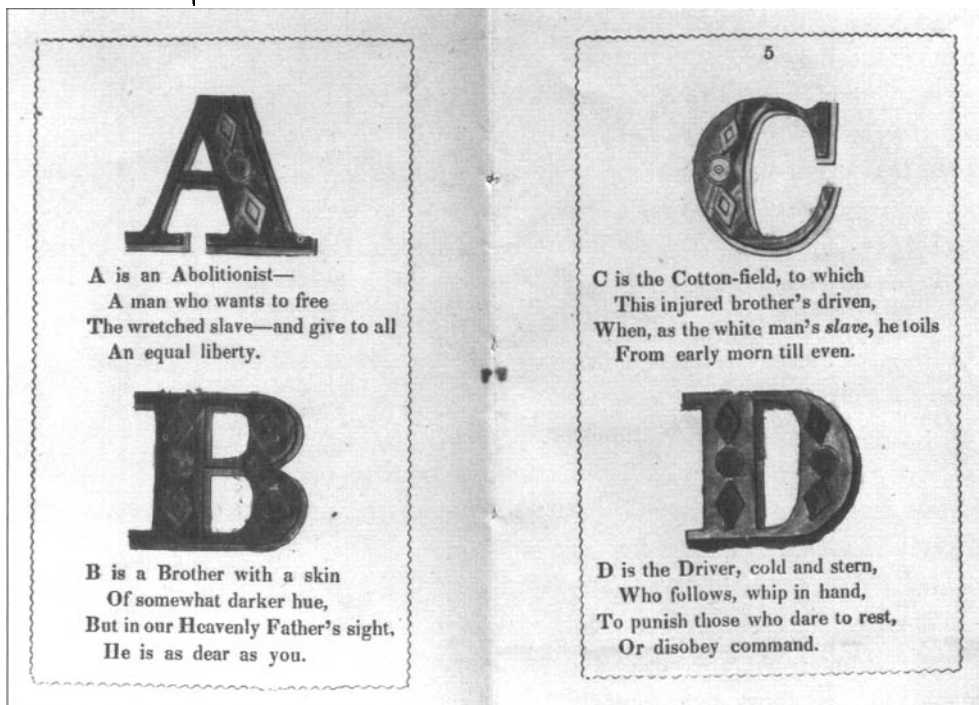 A
A is an Abolitionist—
A man who wants to free
The wretched slave—and give to all
An equal liberty.
B
B is a Brother with a skin
Of somewhat darker hue,
But in our Heavenly Father's sight,
He is as dear as you.
5
C
C is the Cotton-field, to which
This injured brother's driven,
When, as the white man's slave, he toils
From early morn till even.
D
D is the Driver, cold and stern,
Who follows, whip in hand,
To punish those who dare to rest,
Or disobey command.